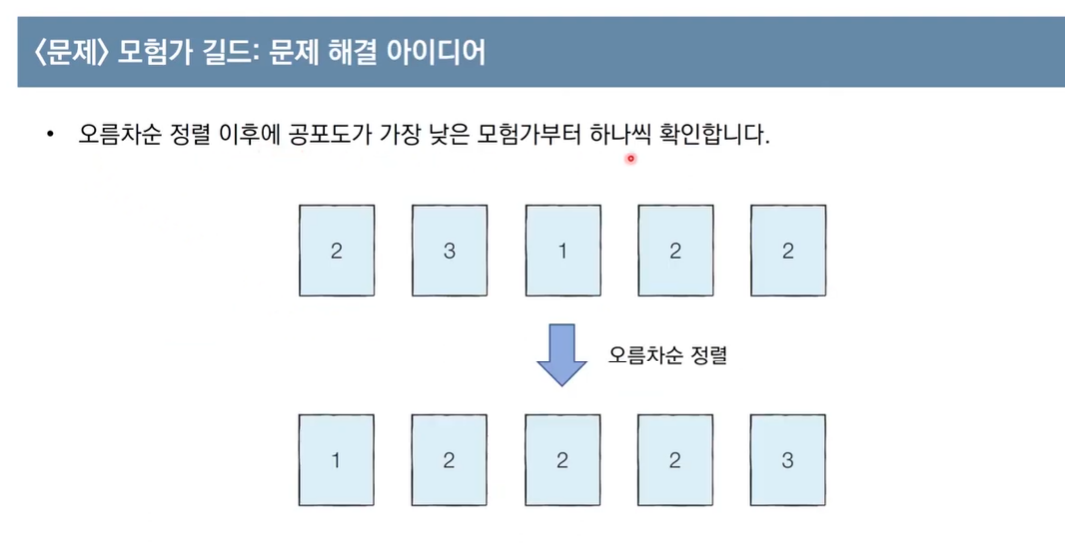 〈문제〉 모험가 길드: 문제 해결 아이디어
• 오름차순 정렬 이후에 공포도가 가장 낮은 모험가부터 하나씩 확인합니다.
2 3 1 2 2
오름차순 정렬
1 2 2 2 3